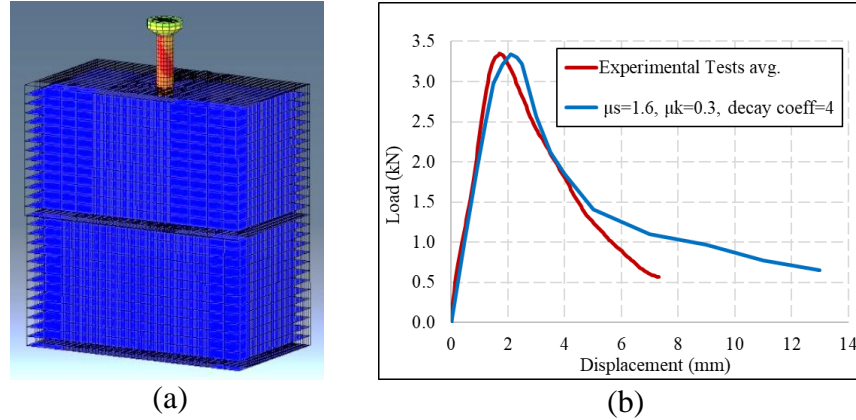 3.5
3.0
2.5
2.0
1.5
1.0
0.5
0.0
Load (kN)
Experimental Tests avg.
μs=1.6, μk=0.3, decay coeff=4
0 2 4 6 8 10 12 14
Displacement (mm)
(a)
(b)